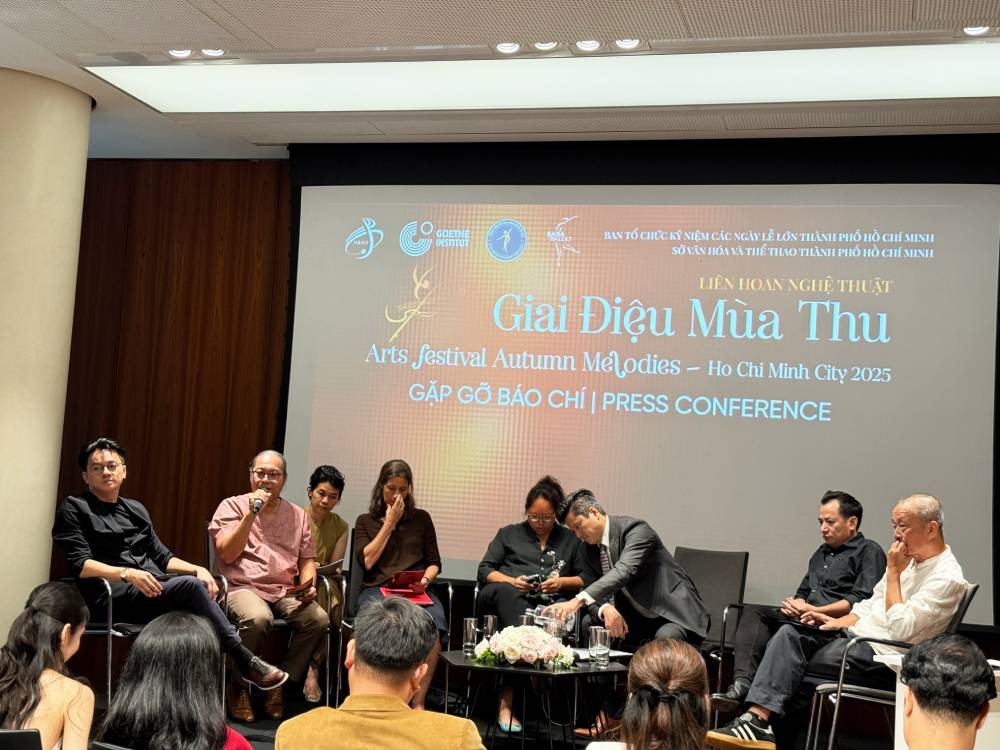 HBSO
GOETHE
INSTITUT
BALLET
BAN TỔ CHỨC KỶ NIỆM CÁC NGÀY LỄ LỚN THÀNH PHỐ HỒ CHÍ MINH
SỞ VĂN HÓA VÀ THỂ THAO THÀNH PHỐ HỒ CHÍ MINH
LIÊN HOAN NGHỆ THUẬT
Giai Điệu Mùa Thu
Arts festival Autumn Melodies – Ho Chi Minh City 2025
GẶP GỠ BÁO CHÍ | PRESS CONFERENCE